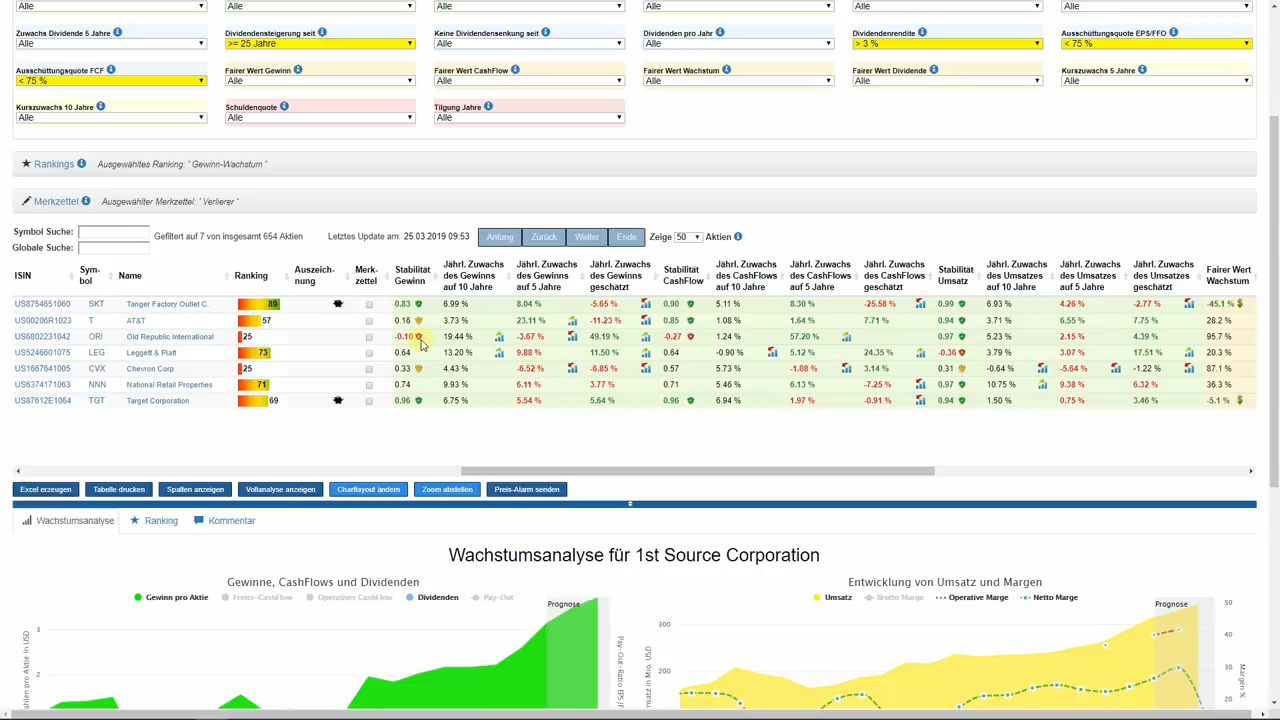 Alle Alle Alle Alle Alle Alle
Zuwachs Dividende 5 Jahre Dividendensteigerung seit Keine Dividendensenkung seit Dividenden pro Jahr Dividendenrendite Ausschüttungsquote EPS/FFO
Alle >= 25 Jahre Alle Alle > 3 % < 75 %
Ausschüttungsquote FCF Fairer Wert Gewinn Fairer Wert CashFlow Fairer Wert Wachstum Fairer Wert Dividende Kurszuwachs 5 Jahre
< 75 % Alle Alle Alle Alle Alle
Kurszuwachs 10 Jahre Schuldenquote Tilgung Jahre
Alle Alle Alle
Rankings Ausgewähltes Ranking: ' Gewinn-Wachstum '
Merkzettel Ausgewählter Merkzettel: ' Verlierer '
Symbol Suche:
Globale Suche:
Gefiltert auf 7 von insgesamt 654 Aktien Letztes Update am: 25.03.2019 09:53 Anfang Zurück Weiter Ende Zeige 50 Aktien
ISIN Sym-bol Name Ranking Auszeich-nung Merk-zettel Stabilität Gewinn Jährl. Zuwachs des Gewinns auf 10 Jahre Jährl. Zuwachs des Gewinns auf 5 Jahre Jährl. Zuwachs des Gewinns geschätzt Stabilität CashFlow Jährl. Zuwachs des CashFlows auf 10 Jahre Jährl. Zuwachs des CashFlows auf 5 Jahre Jährl. Zuwachs des CashFlows geschätzt Stabilität Umsatz Jährl. Zuwachs des Umsatzes auf 10 Jahre Jährl. Zuwachs des Umsatzes auf 5 Jahre Jährl. Zuwachs des Umsatzes geschätzt Fairer Wert Wachstum
US8754651060 SKT Tanger Factory Outlet C. 89 0.83 6.99 % 8.04 % -5.65 % 0.90 5.11 % 8.30 % -25.58 % 0.99 6.93 % 4.26 % -2.77 % -45.1 %
US00206R1023 T AT&T 57 0.16 3.73 % 23.11 % -11.23 % 0.85 1.08 % 1.64 % 7.71 % 0.94 3.71 % 6.55 % 7.75 % 28.2 %
US6802231042 ORI Old Republic International 25 -0.10 19.44 % -3.67 % 49.19 % -0.27 1.24 % 57.20 % 0.97 5.23 % 2.15 % 4.39 % 95.7 %
US5246601075 LEG Leggett & Platt 73 0.64 13.20 % 9.88 % 11.50 % 0.64 -0.90 % 5.12 % 24.35 % -0.36 3.79 % 3.07 % 17.51 % 20.3 %
US1667641005 CVX Chevron Corp 25 0.33 4.43 % -6.52 % -6.85 % 0.57 5.73 % -1.08 % 3.14 % 0.31 -0.64 % -5.64 % -1.22 % 87.1 %
US6374171063 NNN National Retail Properties 71 0.74 9.93 % 6.11 % 3.77 % 0.71 5.46 % 6.13 % -7.25 % 0.97 10.75 % 9.38 % 6.32 % 36.3 %
US87612E1064 TGT Target Corporation 69 0.96 6.75 % 5.54 % 5.64 % 0.96 6.94 % 1.97 % -0.91 % 0.94 1.50 % 0.75 % 3.46 % -5.1 %
Excel erzeugen Tabelle drucken Spalten anzeigen Vollanalyse anzeigen Chartlayout ändern Zoom abstellen Preis-Alarm senden
Wachstumsanalyse Ranking Kommentar
Wachstumsanalyse für 1st Source Corporation
Gewinne, CashFlows und Dividenden
Gewinn pro Aktie Freier CashFlow Operativer CashFlow Dividenden Pay-Out
Prognose
3
2
Pay-Out-Ratio EPS /
Entwicklung von Umsatz und Margen
Umsatz Brutto Marge Operative Marge Netto Marge
Prognose
300
200
50
40
30
20
Margen %